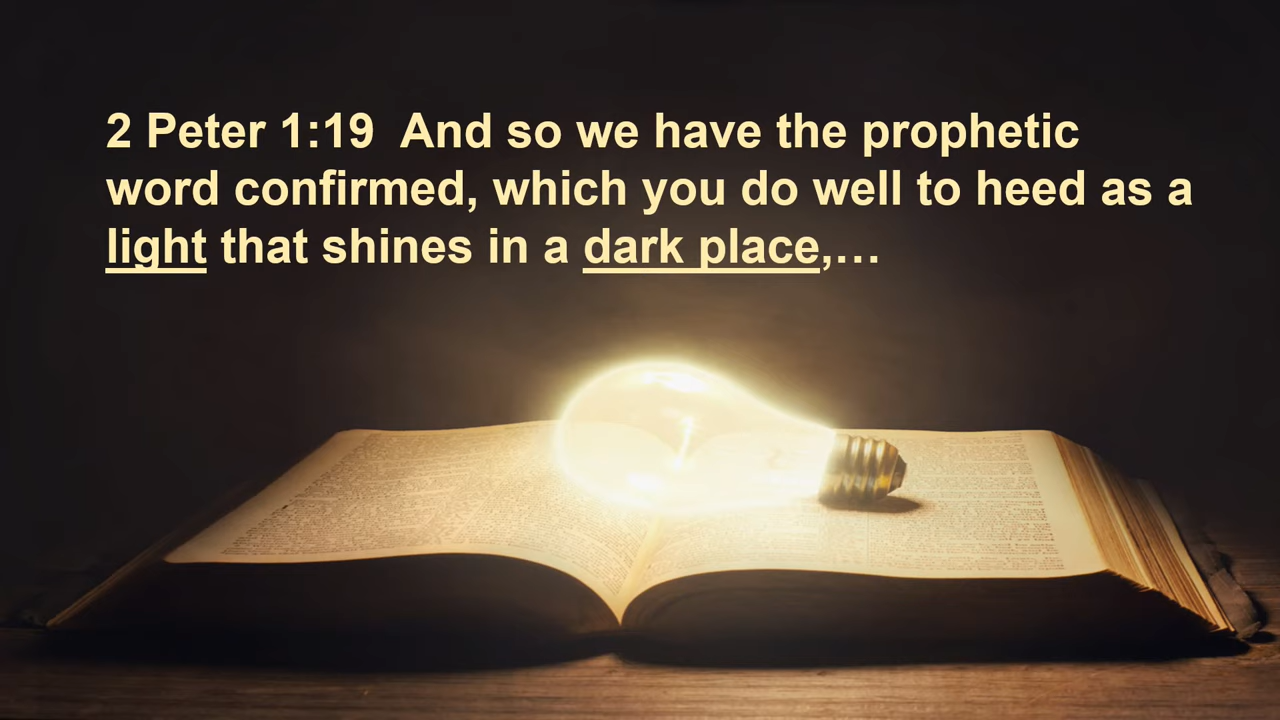 2 Peter 1:19  And so we have the prophetic
word confirmed, which you do well to heed as a
light that shines in a dark place,…